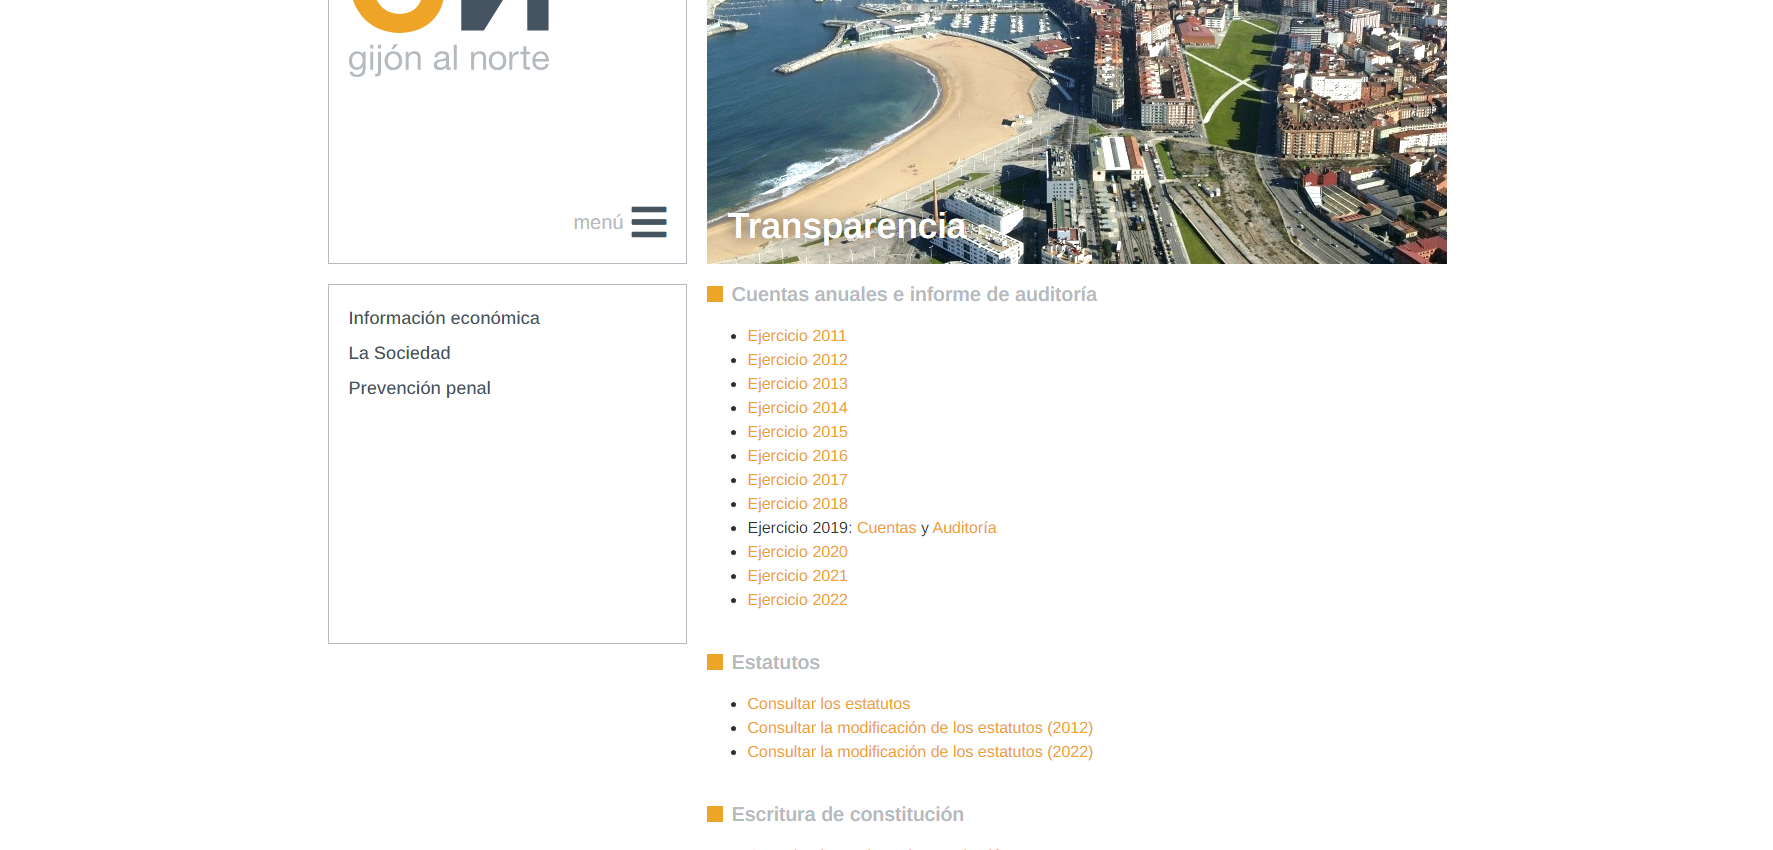 gijón al norte
menú
Transparencia
Información económica
La Sociedad
Prevención penal
Cuentas anuales e informe de auditoría
Ejercicio 2011
Ejercicio 2012
Ejercicio 2013
Ejercicio 2014
Ejercicio 2015
Ejercicio 2016
Ejercicio 2017
Ejercicio 2018
Ejercicio 2019: Cuentas y Auditoría
Ejercicio 2020
Ejercicio 2021
Ejercicio 2022
Estatutos
Consultar los estatutos
Consultar la modificación de los estatutos (2012)
Consultar la modificación de los estatutos (2022)
Escritura de constitución